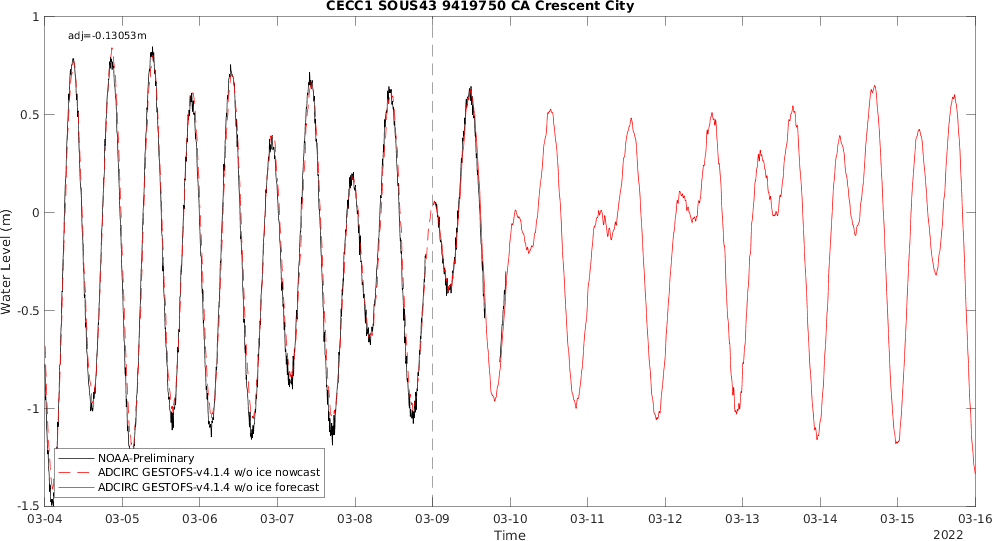 CECC1 SOUS43 9419750 CA Crescent City
adj=-0.13053m
Water Level (m)
1
0.5
0
-0.5
-1
-1.5
NOAA-Preliminary
ADCIRC GESTOFS-v4.1.4 w/o ice nowcast
ADCIRC GESTOFS-v4.1.4 w/o ice forecast
03-04 03-05 03-06 03-07 03-08 03-09 03-10 03-11 03-12 03-13 03-14 03-15 03-16
Time
2022